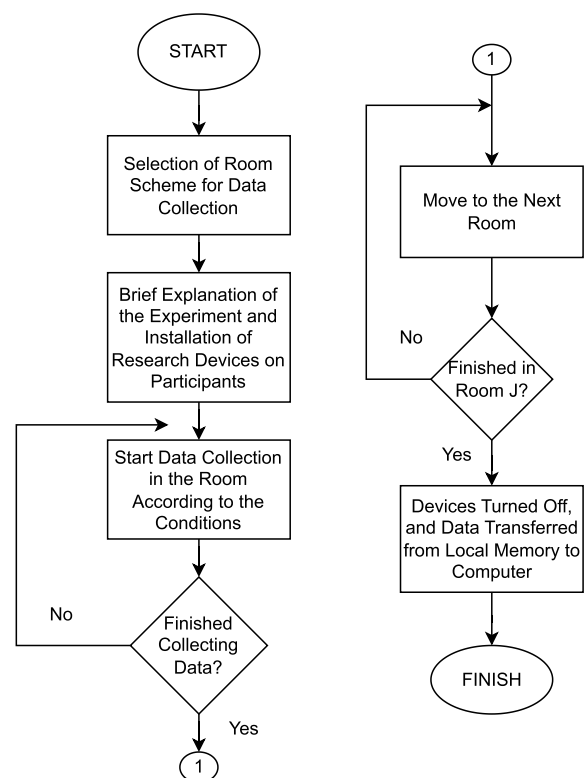 START
Selection of Room
Scheme for Data
Collection
Brief Explanation of
the Experiment and
Installation of
Research Devices on
Participants
Start Data Collection
in the Room
According to the
Conditions
No
Finished
Collecting
Data?
Yes
1
1
Move to the Next
Room
No
Finished in
Room J?
Yes
Devices Turned Off,
and Data Transferred
from Local Memory to
Computer
FINISH